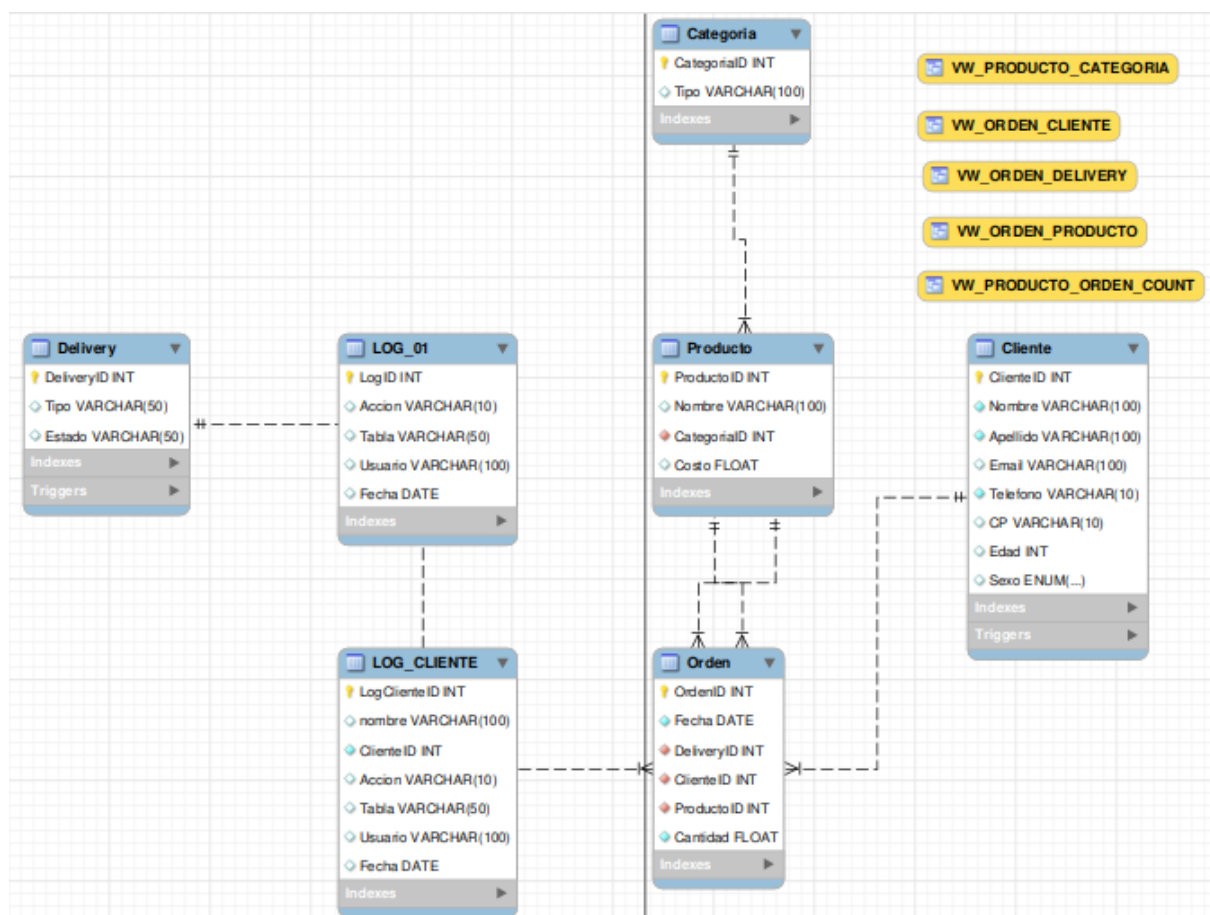 Categoria
CategoriaID INT
Tipo VARCHAR(100)
Indexes
VW_PRODUCTO_CATEGORIA
VW_ORDEN_CLIENTE
VW_ORDEN_DELIVERY
VW_ORDEN_PRODUCTO
VW_PRODUCTO_ORDEN_COUNT
Delivery
DeliveryID INT
Tipo VARCHAR(50)
Estado VARCHAR(50)
Indexes
Triggers
LOG_01
LogID INT
Accion VARCHAR(10)
Tabla VARCHAR(50)
Usuario VARCHAR(100)
Fecha DATE
Indexes
Producto
ProductoID INT
Nombre VARCHAR(100)
CategoriaID INT
Costo FLOAT
Indexes
Cliente
ClienteID INT
Nombre VARCHAR(100)
Apellido VARCHAR(100)
Email VARCHAR(100)
Telefono VARCHAR(10)
CP VARCHAR(10)
Edad INT
Sexo ENUM(...)
Indexes
Triggers
LOG_CLIENTE
LogClienteID INT
nombre VARCHAR(100)
ClienteID INT
Accion VARCHAR(10)
Tabla VARCHAR(50)
Usuario VARCHAR(100)
Fecha DATE
Indexes
Orden
OrdenID INT
Fecha DATE
DeliveryID INT
ClienteID INT
ProductoID INT
Cantidad FLOAT
Indexes